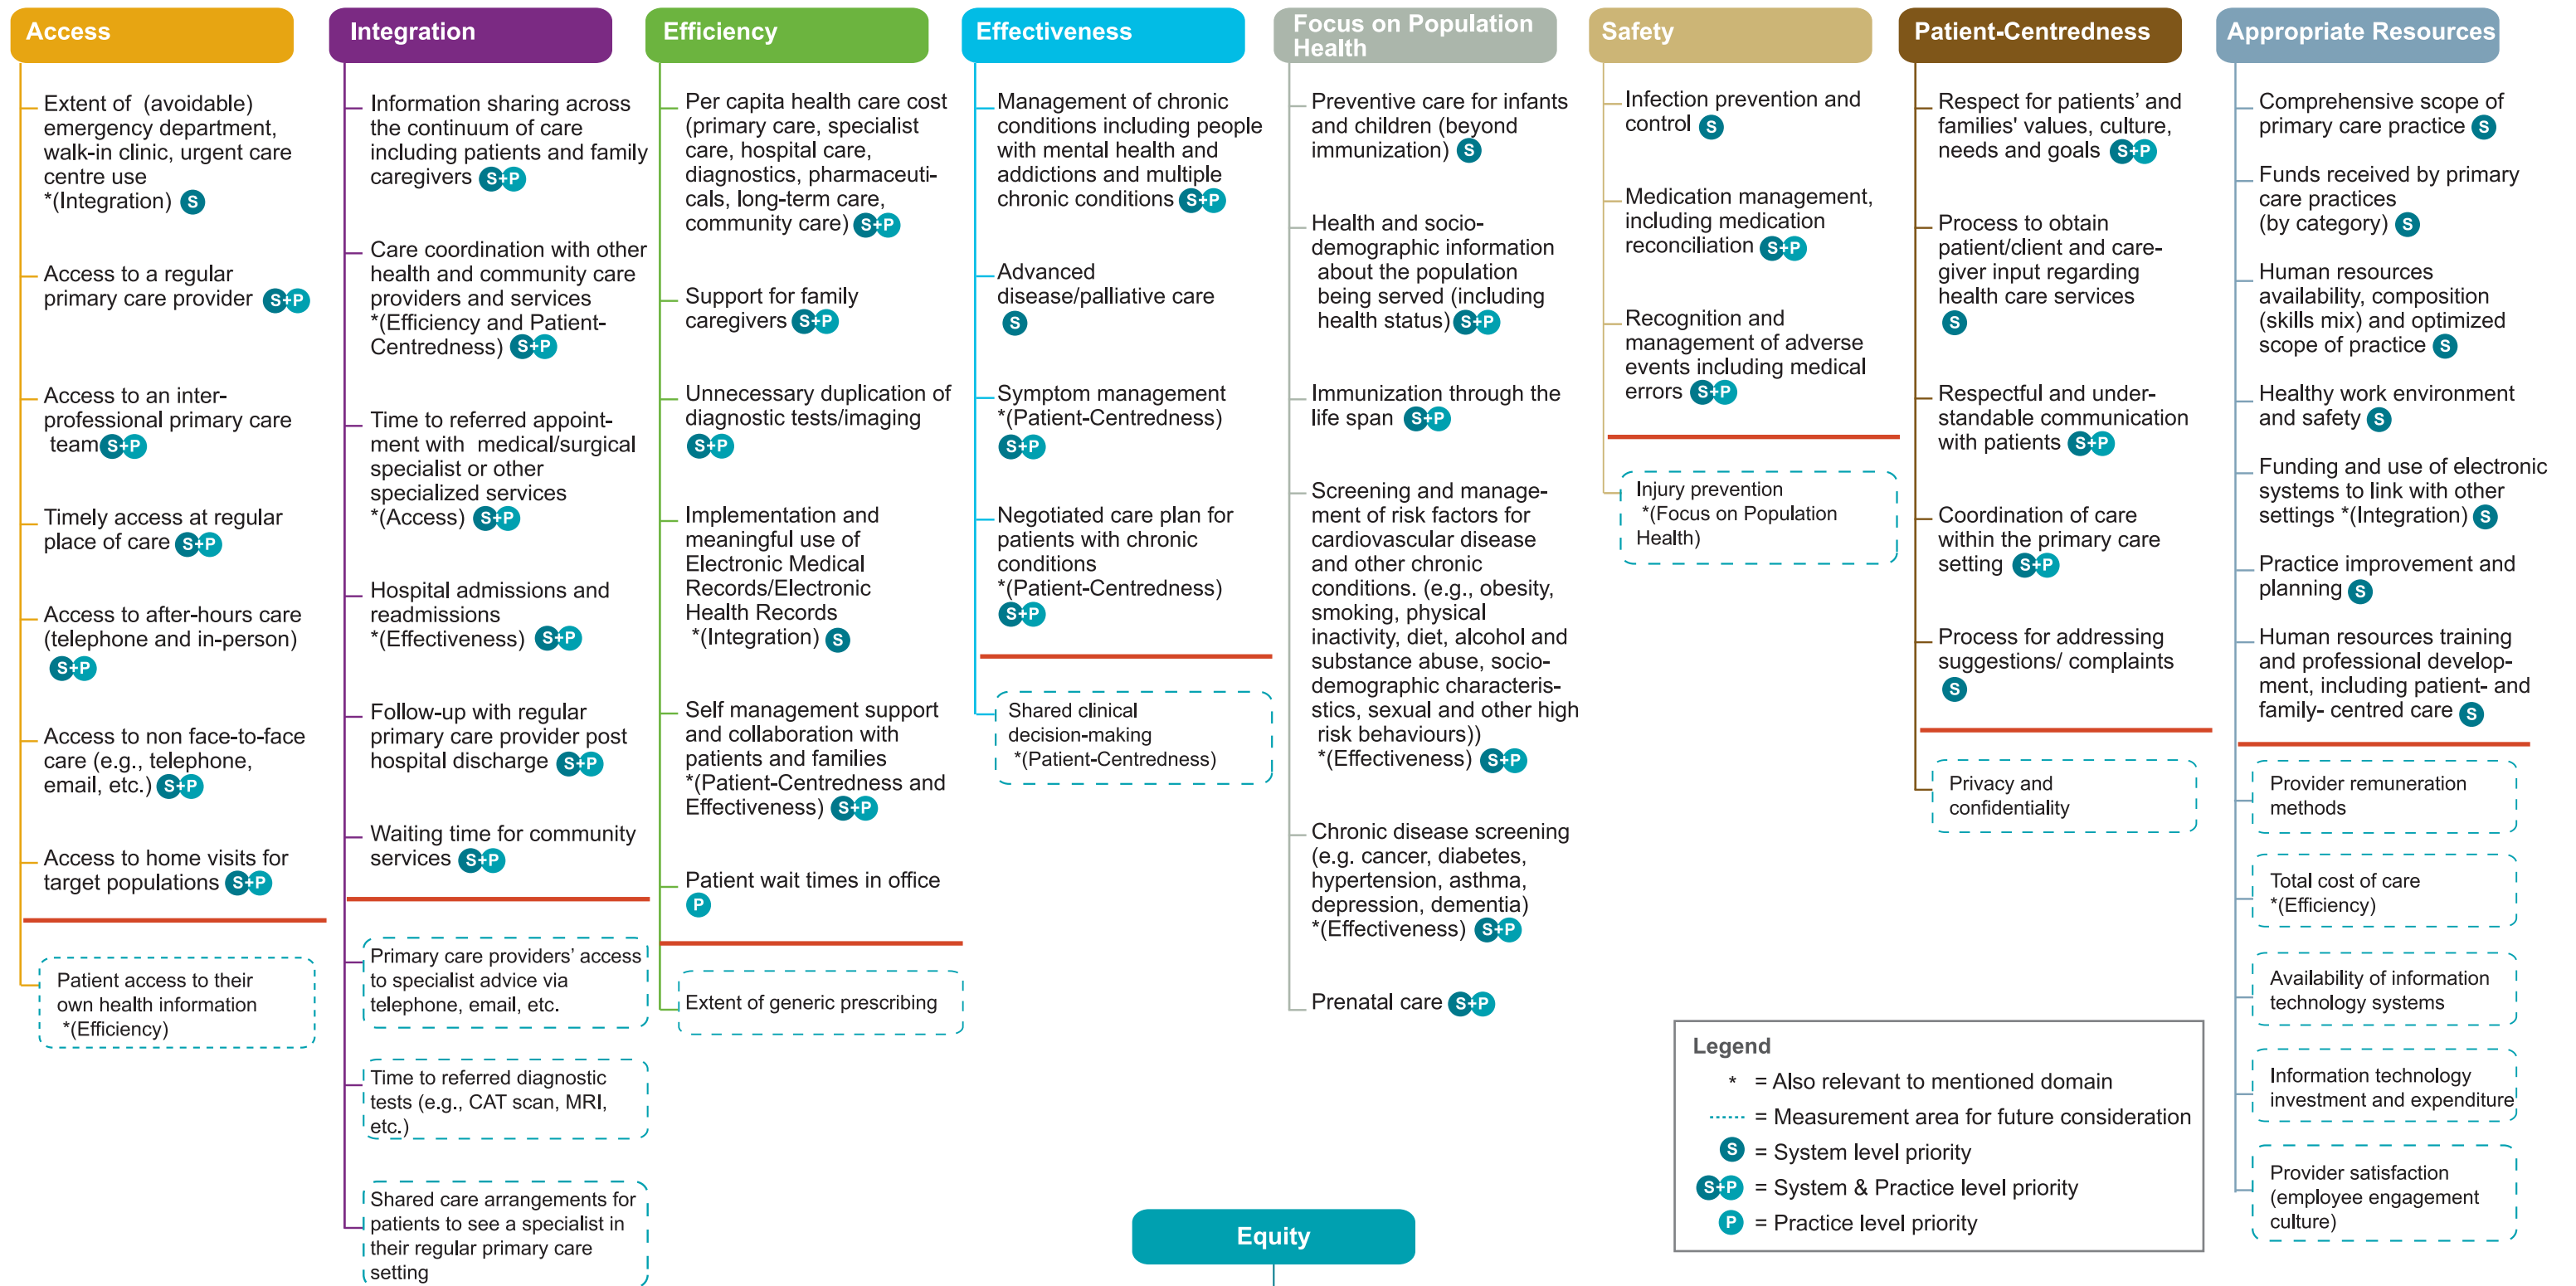 Access
Extent of (avoidable)
emergency department,
walk-in clinic, urgent care
centre use
*(Integration) S
Access to a regular
primary care provider S+P
Access to an inter-
professional primary care
team S+P
Timely access at regular
place of care S+P
Access to after-hours care
(telephone and in-person)
S+P
Access to non face-to-face
care (e.g., telephone,
email, etc.) S+P
Access to home visits for
target populations S+P
Patient access to their
own health information
*(Efficiency)
Integration
Information sharing across
the continuum of care
including patients and family
caregivers S+P
Care coordination with other
health and community care
providers and services
*(Efficiency and Patient-
Centredness) S+P
Time to referred appoint-
ment with medical/surgical
specialist or other
specialized services
*(Access) S+P
Hospital admissions and
readmissions
*(Effectiveness) S+P
Follow-up with regular
primary care provider post
hospital discharge S+P
Waiting time for community
services S+P
Primary care providers' access
to specialist advice via
telephone, email, etc.
Time to referred diagnostic
tests (e.g., CAT scan, MRI,
etc.)
Shared care arrangements for
patients to see a specialist in
their regular primary care
setting
Efficiency
Per capita health care cost
(primary care, specialist
care, hospital care,
diagnostics, pharmaceuti-
cals, long-term care,
community care) S+P
Support for family
caregivers S+P
Unnecessary duplication of
diagnostic tests/imaging
S+P
Implementation and
meaningful use of
Electronic Medical
Records/Electronic
Health Records
*(Integration) S
Self management support
and collaboration with
patients and families
*(Patient-Centredness and
Effectiveness) S+P
Patient wait times in office
P
Extent of generic prescribing
Effectiveness
Management of chronic
conditions including people
with mental health and
addictions and multiple
chronic conditions S+P
Advanced
disease/palliative care
S
Symptom management
*(Patient-Centredness)
S+P
Negotiated care plan for
patients with chronic
conditions
*(Patient-Centredness)
S+P
Shared clinical
decision-making
*(Patient-Centredness)
Focus on Population
Health
Preventive care for infants
and children (beyond
immunization) S
Health and socio-
demographic information
about the population
being served (including
health status) S+P
Immunization through the
life span S+P
Screening and manage-
ment of risk factors for
cardiovascular disease
and other chronic
conditions. (e.g., obesity,
smoking, physical
inactivity, diet, alcohol and
substance abuse, socio-
demographic characteris-
stics, sexual and other high
risk behaviours))
*(Effectiveness) S+P
Chronic disease screening
(e.g. cancer, diabetes,
hypertension, asthma,
depression, dementia)
*(Effectiveness) S+P
Prenatal care S+P
Safety
Infection prevention and
control S
Medication management,
including medication
reconciliation S+P
Recognition and
management of adverse
events including medical
errors S+P
Injury prevention
*(Focus on Population
Health)
Patient-Centredness
Respect for patients' and
families' values, culture,
needs and goals S+P
Process to obtain
patient/client and care-
giver input regarding
health care services
S
Respectful and under-
standable communication
with patients S+P
Coordination of care
within the primary care
setting S+P
Process for addressing
suggestions/ complaints
S
Privacy and
confidentiality
Appropriate Resources
Comprehensive scope of
primary care practice S
Funds received by primary
care practices
(by category) S
Human resources
availability, composition
(skills mix) and optimized
scope of practice S
Healthy work environment
and safety S
Funding and use of electronic
systems to link with other
settings *(Integration) S
Practice improvement and
planning S
Human resources training
and professional develop-
ment, including patient- and
family- centred care S
Provider remuneration
methods
Total cost of care
*(Efficiency)
Availability of information
technology systems
Information technology
investment and expenditure
Provider satisfaction
(employee engagement
culture)
Legend
* = Also relevant to mentioned domain
= Measurement area for future consideration
S = System level priority
S+P = System & Practice level priority
P = Practice level priority
Equity